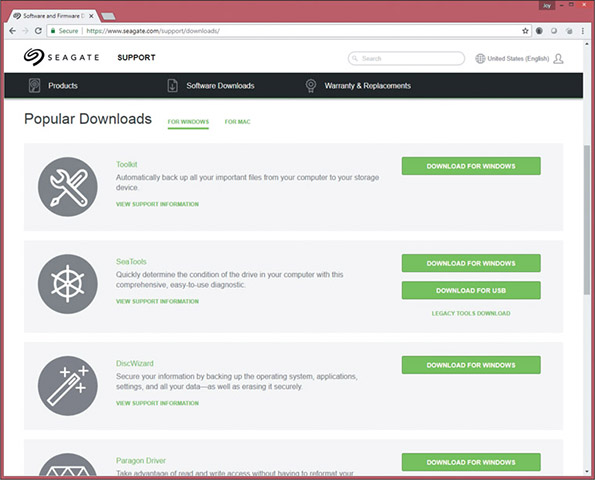 Software and Firmware D
Joy
Secure
https://www.seagate.com/support/downloads/
SEAGATE
SUPPORT
Search
United States (English)
Products
Software Downloads
Warranty & Replacements
Popular Downloads
FOR WINDOWS
FOR MAC
Toolkit
Automatically back up all your important files from your computer to your storage
device.
VIEW SUPPORT INFORMATION
DOWNLOAD FOR WINDOWS
SeaTools
Quickly determine the condition of the drive in your computer with this
comprehensive, easy-to-use diagnostic.
VIEW SUPPORT INFORMATION
DOWNLOAD FOR WINDOWS
DOWNLOAD FOR USB
LEGACY TOOLS DOWNLOAD
DiscWizard
Secure your information by backing up the operating system, applications,
settings, and all your data—as well as erasing it securely.
VIEW SUPPORT INFORMATION
DOWNLOAD FOR WINDOWS
Paragon Driver
Take advantage of read and write access without having to reformat your
DOWNLOAD FOR WINDOWS